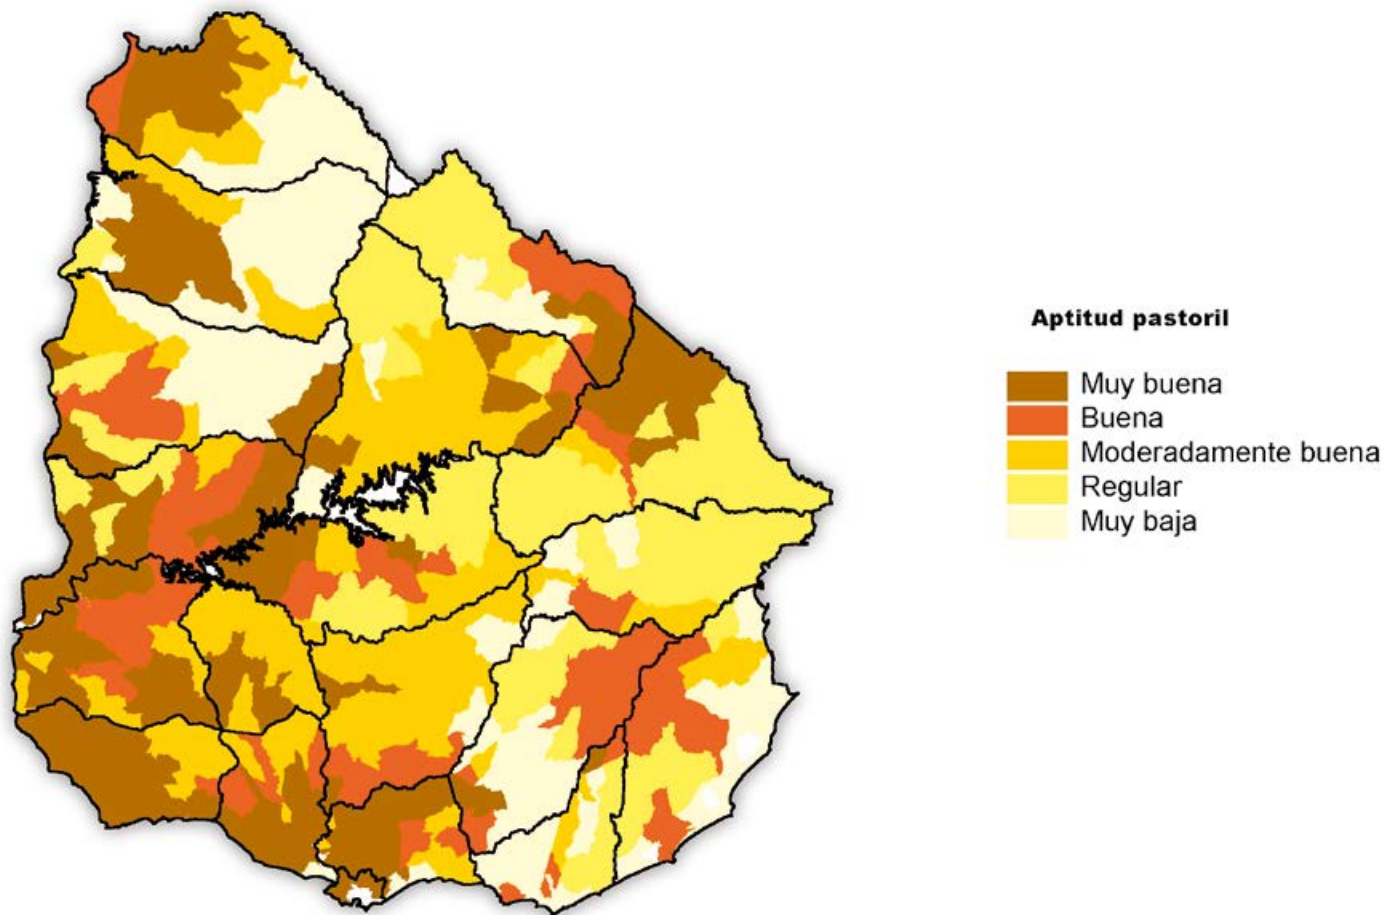 Aptitud pastoril
Muy buena
Buena
Moderadamente buena
Regular
Muy baja